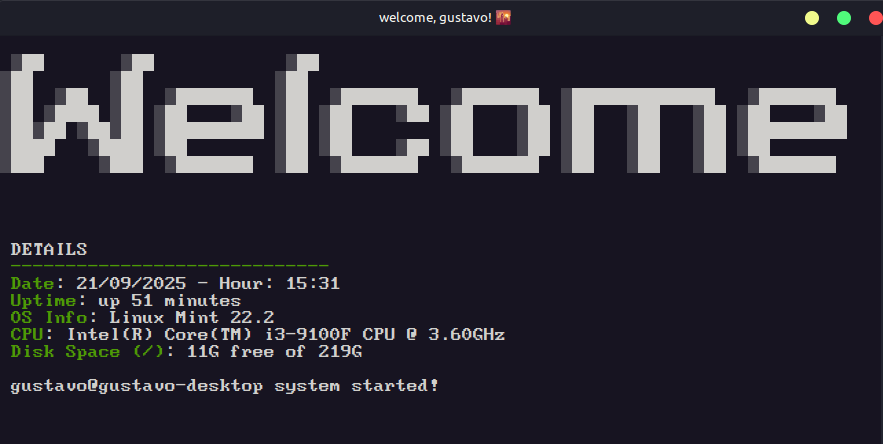 welcome, gustavo! 🌇
Welcome
DETAILS
-----------------------------
Date: 21/09/2025 - Hour: 15:31
Uptime: up 51 minutes
OS Info: Linux Mint 22.2
CPU: Intel(R) Core(TM) i3-9100F CPU @ 3.60GHz
Disk Space (/): 11G free of 219G
gustavo@gustavo-desktop system started!